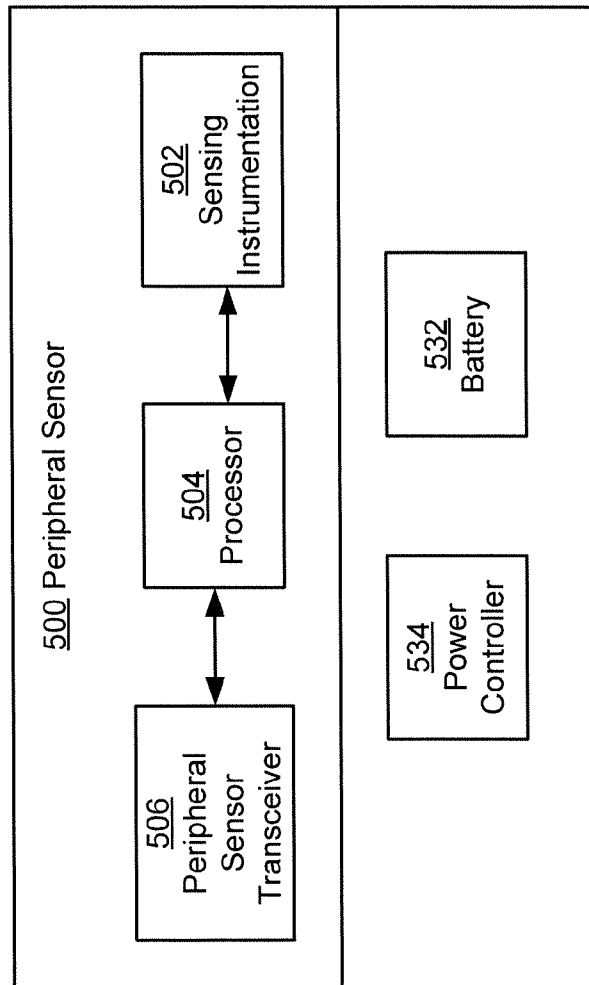 500 Peripheral Sensor
506
Peripheral
Sensor
Transceiver
504
Processor
502
Sensing
Instrumentation
534
Power
Controller
532
Battery